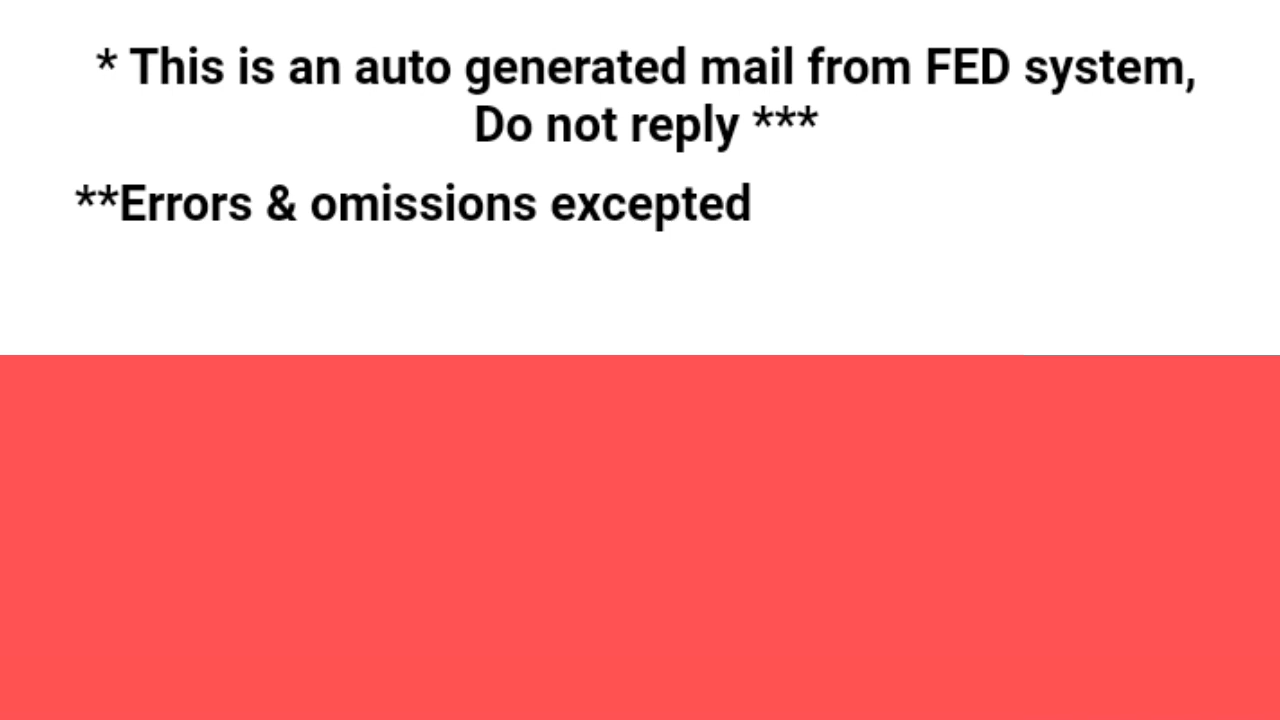 * This is an auto generated mail from FED system,
Do not reply ***
**Errors & omissions excepted